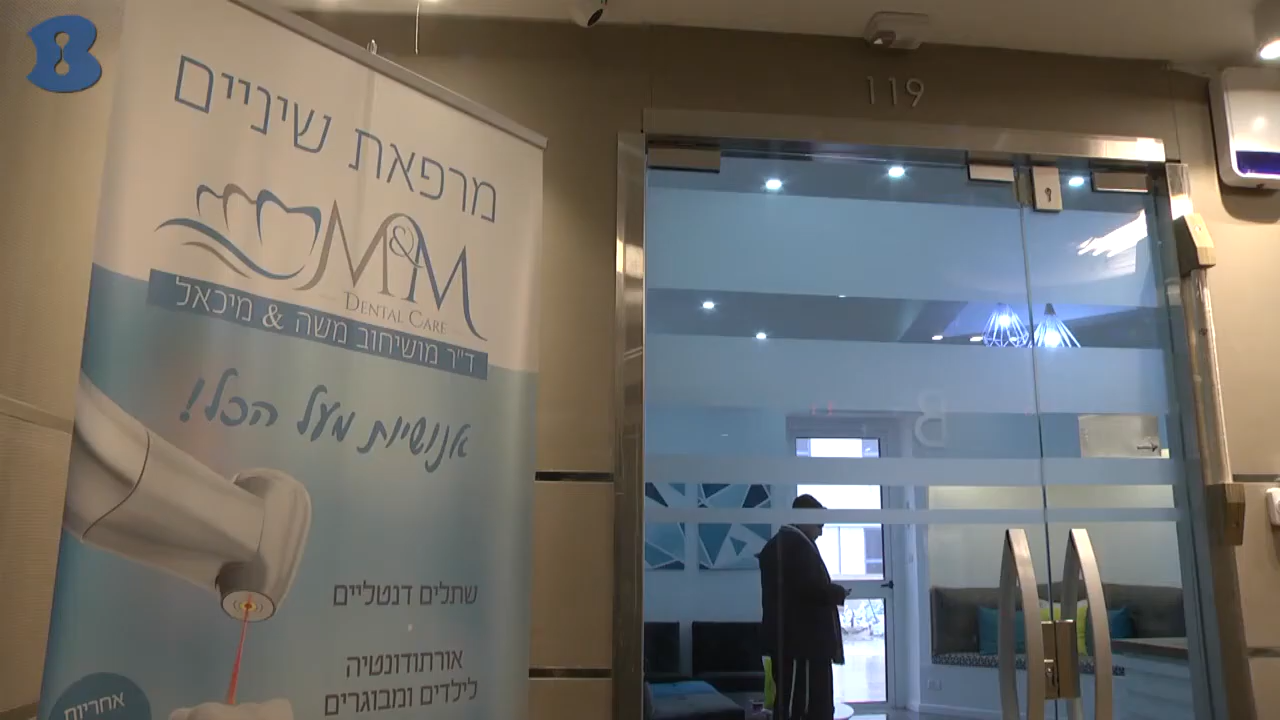 מרפאת שיניים
M&M
DENTAL CARE
ד״ר מושיחוב משה & מיכאל
אנושיות מעל הכל!
שתלים דנטליים
אורתודונטיה
לילדים ומבוגרים
אחריות
119
B
B